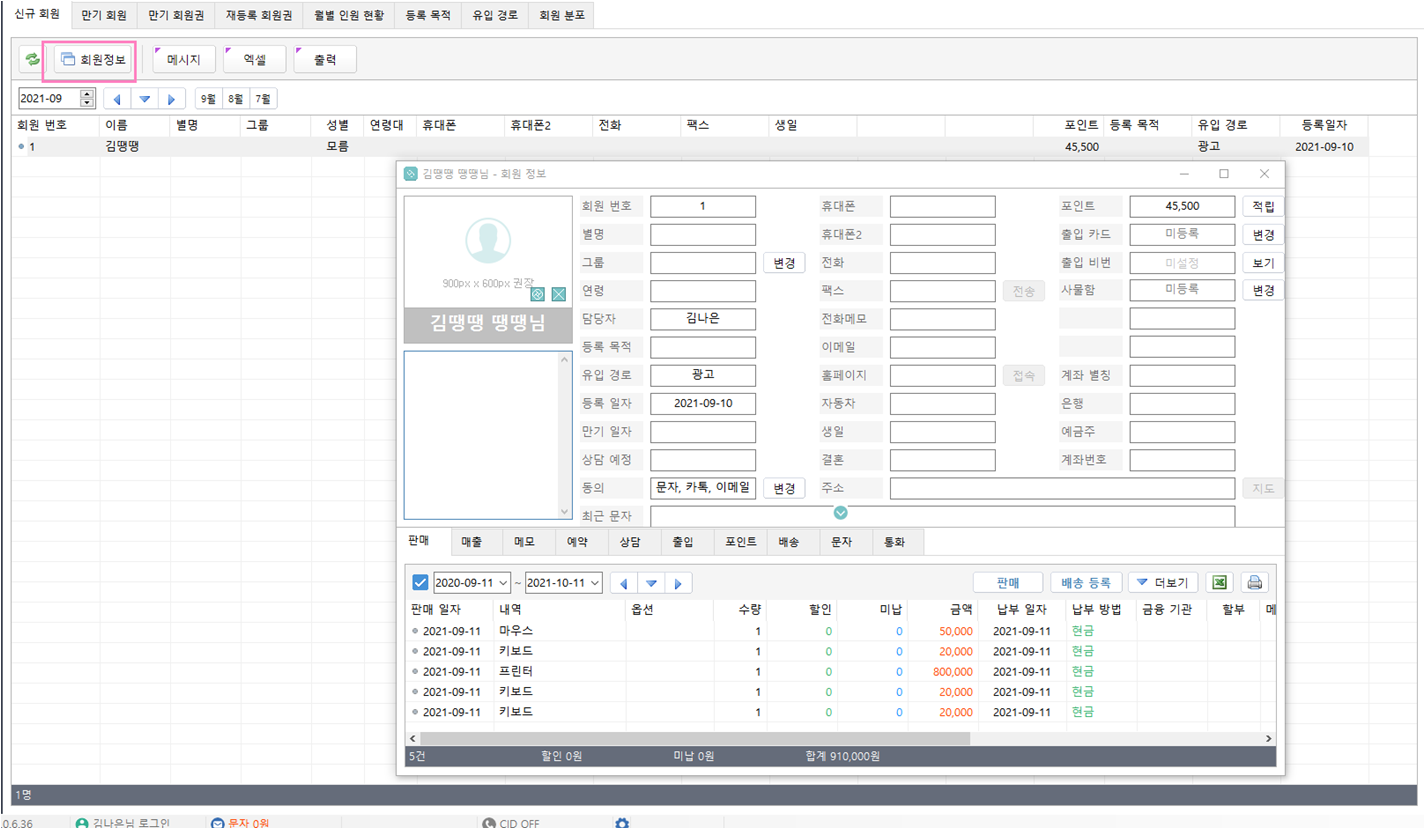 신규 회원 만기 회원 만기 회원권 재등록 회원권 월별 인원 현황 등록 목적 유입 경로 회원 분포
회원정보 메시지 엑셀 출력
2021-09 9월 8월 7월
회원 번호 이름 별명 그룹 성별 연령대 휴대폰 휴대폰2 전화 팩스 생일 포인트 등록 목적 유입 경로 등록일자
1 김땡땡 모름 45,500 광고 2021-09-10
김땡땡 땡땡님 - 회원 정보
회원 번호 1 휴대폰 포인트 45,500 적립
별명 휴대폰2 출입 카드 미등록 변경
그룹 변경 전화 출입 비번 미설정 보기
900px x 600px 권장
연령 팩스 전송 사물함 미등록 변경
김땡땡 땡땡님
담당자 김나은 전화메모
등록 목적 이메일
유입 경로 광고 홈페이지 접속 계좌 별칭
등록 일자 2021-09-10 자동차 은행
만기 일자 생일 예금주
상담 예정 결혼 계좌번호
동의 문자, 카톡, 이메일 변경 주소 지도
최근 문자
판매 매출 메모 예약 상담 출입 포인트 배송 문자 통화
2020-09-11 ~ 2021-10-11 판매 배송 등록 더보기
판매 일자 내역 옵션 수량 할인 미납 금액 납부 일자 납부 방법 금융 기관 할부 메
2021-09-11 마우스 1 0 0 50,000 2021-09-11 현금
2021-09-11 키보드 1 0 0 20,000 2021-09-11 현금
2021-09-11 프린터 1 0 0 800,000 2021-09-11 현금
2021-09-11 키보드 1 0 0 20,000 2021-09-11 현금
2021-09-11 키보드 1 0 0 20,000 2021-09-11 현금
5건 할인 0원 미납 0원 합계 910,000원
1명
.0.6.36 김나은님 로그인 문자 0원 CID OFF